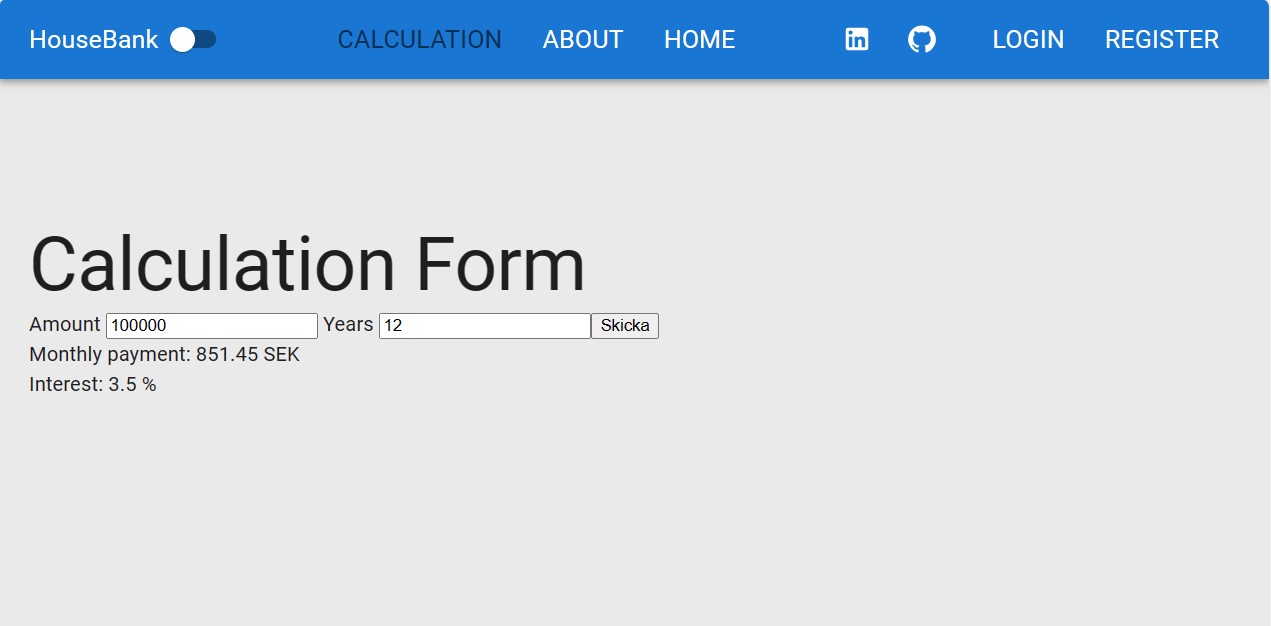 HouseBank CALCULATION ABOUT HOME LOGIN REGISTER
Calculation Form
Amount 100000 Years 12 Skicka
Monthly payment: 851.45 SEK
Interest: 3.5 %